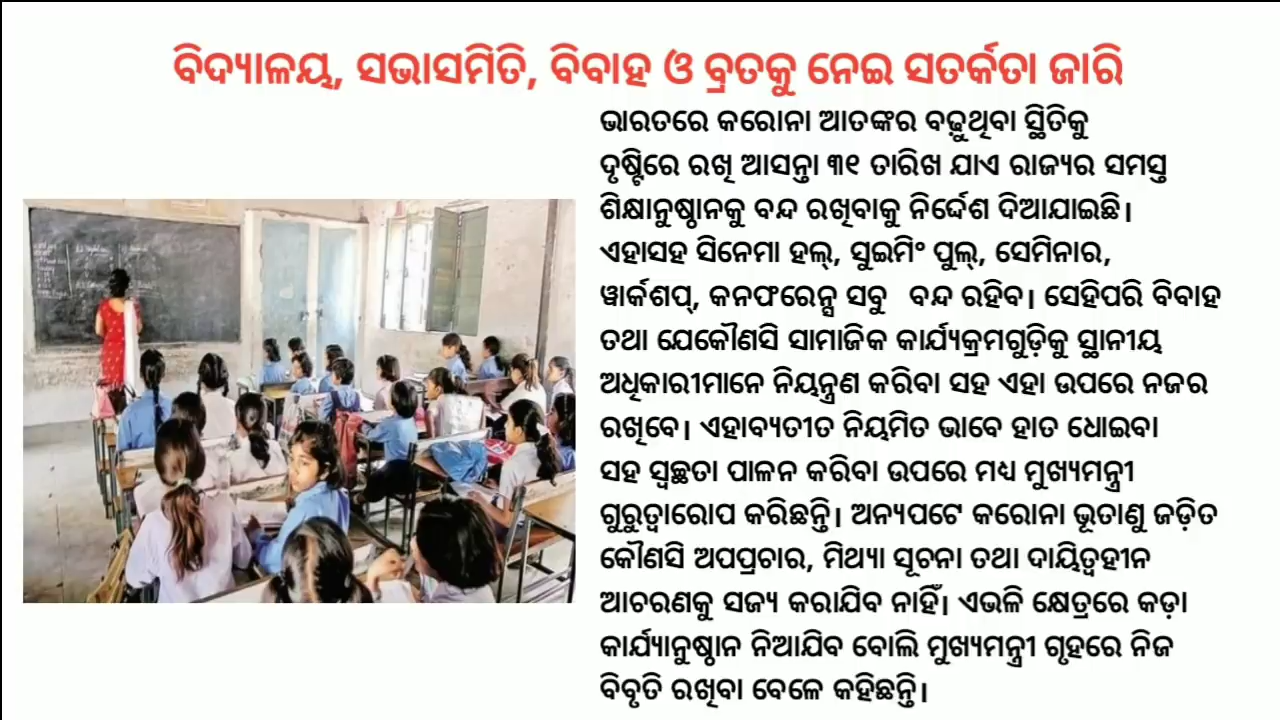 ବିଦ୍ୟାଳୟ, ସଭାସମିତି, ବିବାହ ଓ ବ୍ରତକୁ ନେଇ ସତର୍କତା ଜାରି
ଭାରତରେ କରୋନା ଆତଙ୍କର ବଢ଼ୁଥିବା ସ୍ଥିତିକୁ
ଦୃଷ୍ଟିରେ ରଖି ଆସନ୍ତା ୩୧ ତାରିଖ ଯାଏ ରାଜ୍ୟର ସମସ୍ତ
ଶିକ୍ଷାନୁଷ୍ଠାନକୁ ବନ୍ଦ ରଖିବାକୁ ନିର୍ଦ୍ଦେଶ ଦିଆଯାଇଛି।
ଏହାସହ ସିନେମା ହଲ୍, ସୁଇମିଂ ପୁଲ୍, ସେମିନାର,
ୱାର୍କଶପ୍, କନଫରେନ୍ସ ସବୁ ବନ୍ଦ ରହିବ। ସେହିପରି ବିବାହ
ତଥା ଯେକୌଣସି ସାମାଜିକ କାର୍ଯ୍ୟକ୍ରମଗୁଡ଼ିକୁ ସ୍ଥାନୀୟ
ଅଧିକାରୀମାନେ ନିୟନ୍ତ୍ରଣ କରିବା ସହ ଏହା ଉପରେ ନଜର
ରଖିବେ। ଏହାବ୍ୟତୀତ ନିୟମିତ ଭାବେ ହାତ ଧୋଇବା
ସହ ସ୍ୱଚ୍ଛତା ପାଳନ କରିବା ଉପରେ ମଧ୍ୟ ମୁଖ୍ୟମନ୍ତ୍ରୀ
ଗୁରୁତ୍ୱାରୋପ କରିଛନ୍ତି। ଅନ୍ୟପଟେ କରୋନା ଭୂତାଣୁ ଜଡ଼ିତ
କୌଣସି ଅପପ୍ରଚାର, ମିଥ୍ୟା ସୂଚନା ତଥା ଦାୟିତ୍ୱହୀନ
ଆଚରଣକୁ ସଜ୍ୟ କରାଯିବ ନାହିଁ। ଏଭଳି କ୍ଷେତ୍ରରେ କଡ଼ା
କାର୍ଯ୍ୟାନୁଷ୍ଠାନ ନିଆଯିବ ବୋଲି ମୁଖ୍ୟମନ୍ତ୍ରୀ ଗୃହରେ ନିଜ
ବିବୃତି ରଖିବା ବେଳେ କହିଛନ୍ତି।